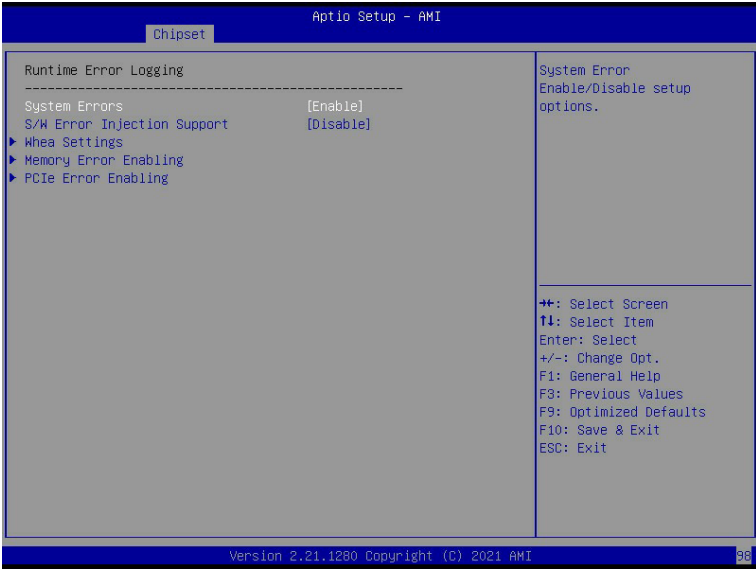 Aptio Setup - AMI
Chipset
Runtime Error Logging
--------------------------------------------------
System Errors [Enable]
S/W Error Injection Support [Disable]
Whea Settings
Memory Error Enabling
PCIe Error Enabling
System Error
Enable/Disable setup
options.
→←: Select Screen
↑↓: Select Item
Enter: Select
+/-: Change Opt.
F1: General Help
F3: Previous Values
F9: Optimized Defaults
F10: Save & Exit
ESC: Exit
Version 2.21.1280 Copyright (C) 2021 AMI
98